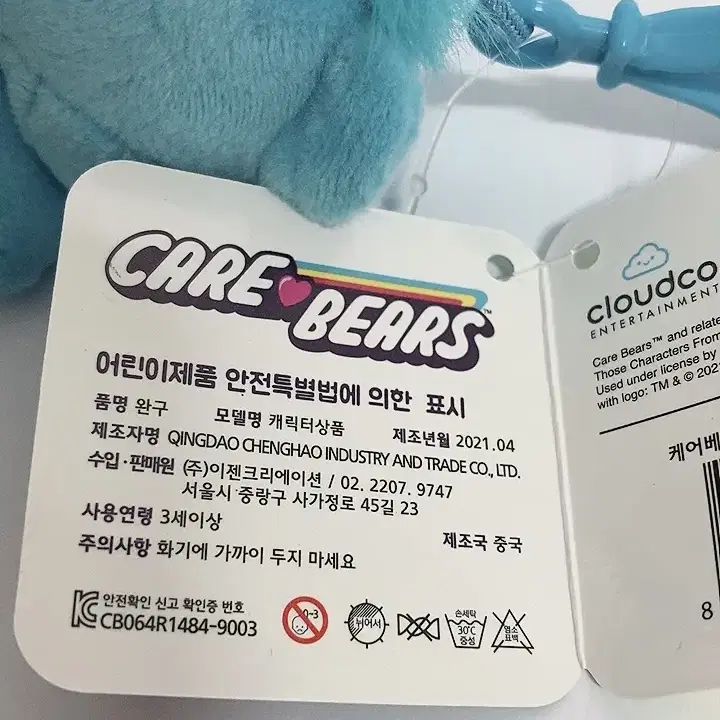 CARE BEARS™
어린이제품 안전특별법에 의한 표시
품명 완구 모델명 캐릭터상품 제조년월 2021.04
제조자명 QINGDAO CHENGHAO INDUSTRY AND TRADE CO., LTD.
수입·판매원 (주)이젠크리에이션 / 02. 2207. 9747
서울시 중랑구 사가정로 45길 23
사용연령 3세이상
제조국 중국
주의사항 화기에 가까이 두지 마세요
안전확인 신고 확인증 번호
CB064R1484-9003
0-3
뉘어서
손세탁
30℃
중성
염소
표백
cloudco
ENTERTAINMENT
Care Bears™ and relate
Those Characters From
Used under license by
with logo: TM & © 202
케어베
8